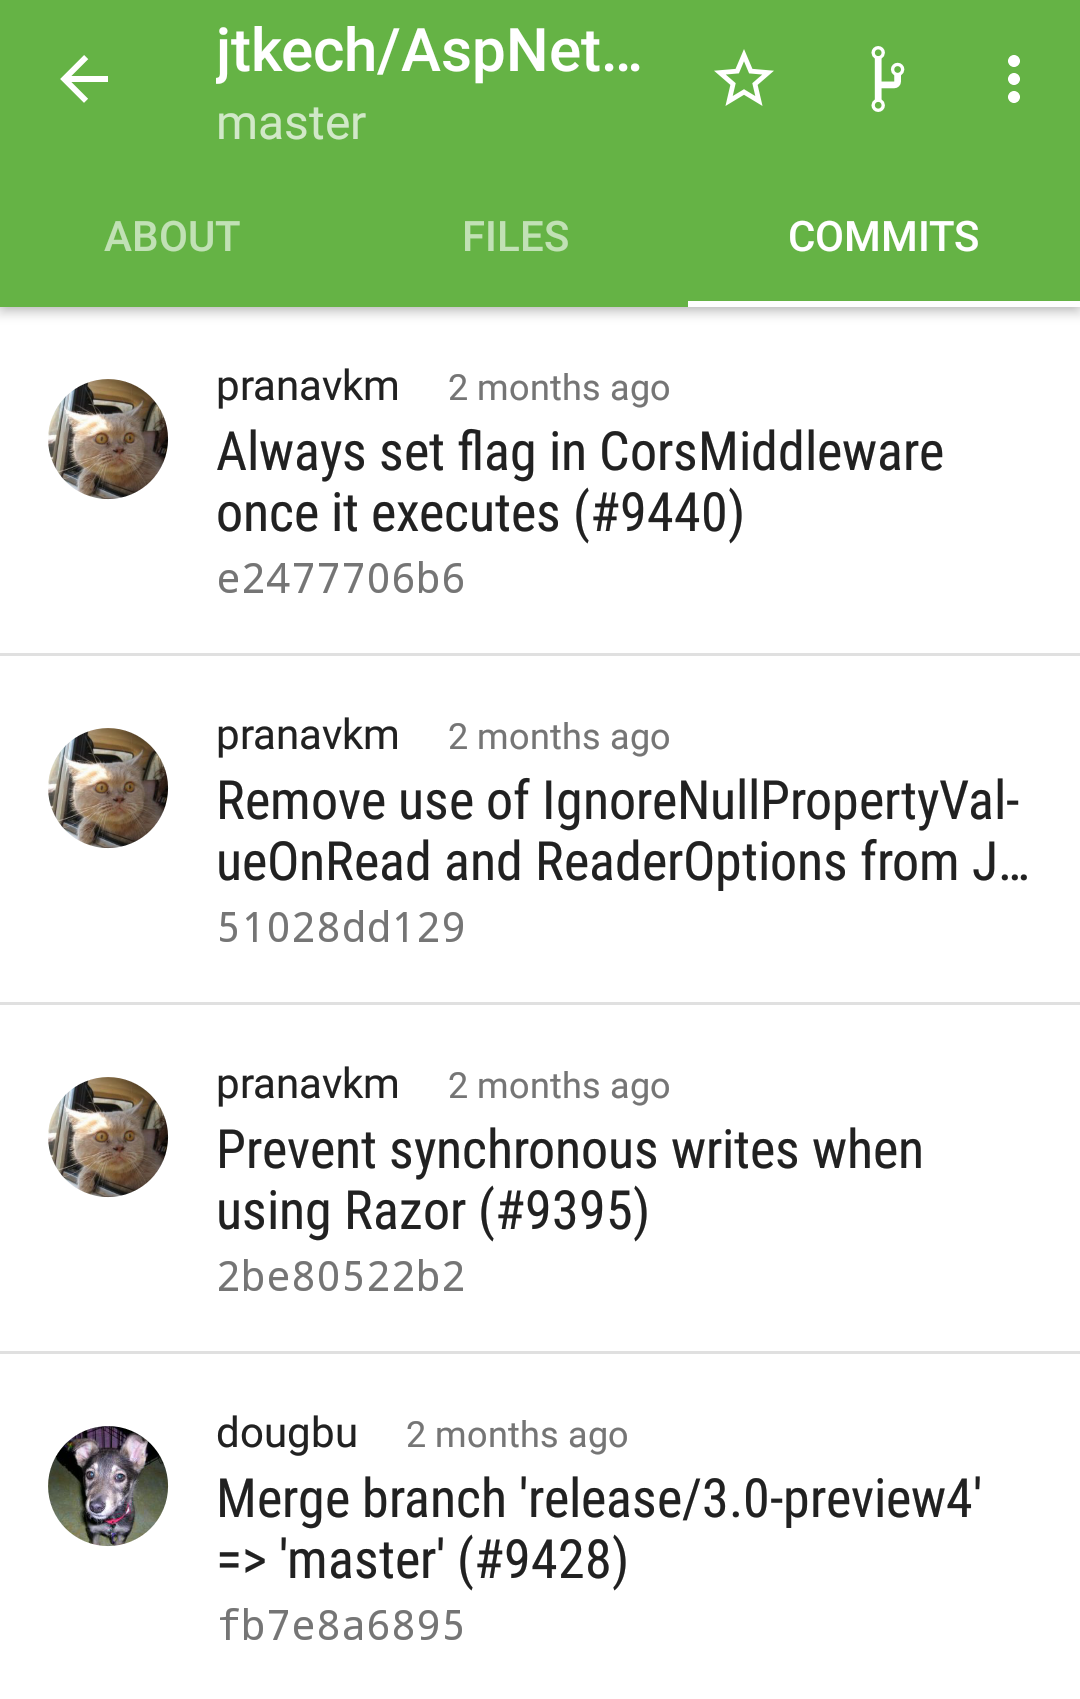 jtkech/AspNet...
master
ABOUT FILES COMMITS
pranavkm 2 months ago
Always set flag in CorsMiddleware
once it executes (#9440)
e2477706b6
pranavkm 2 months ago
Remove use of IgnoreNullPropertyVal-
ueOnRead and ReaderOptions from J...
51028dd129
pranavkm 2 months ago
Prevent synchronous writes when
using Razor (#9395)
2be80522b2
dougbu 2 months ago
Merge branch 'release/3.0-preview4'
=> 'master' (#9428)
fb7e8a6895